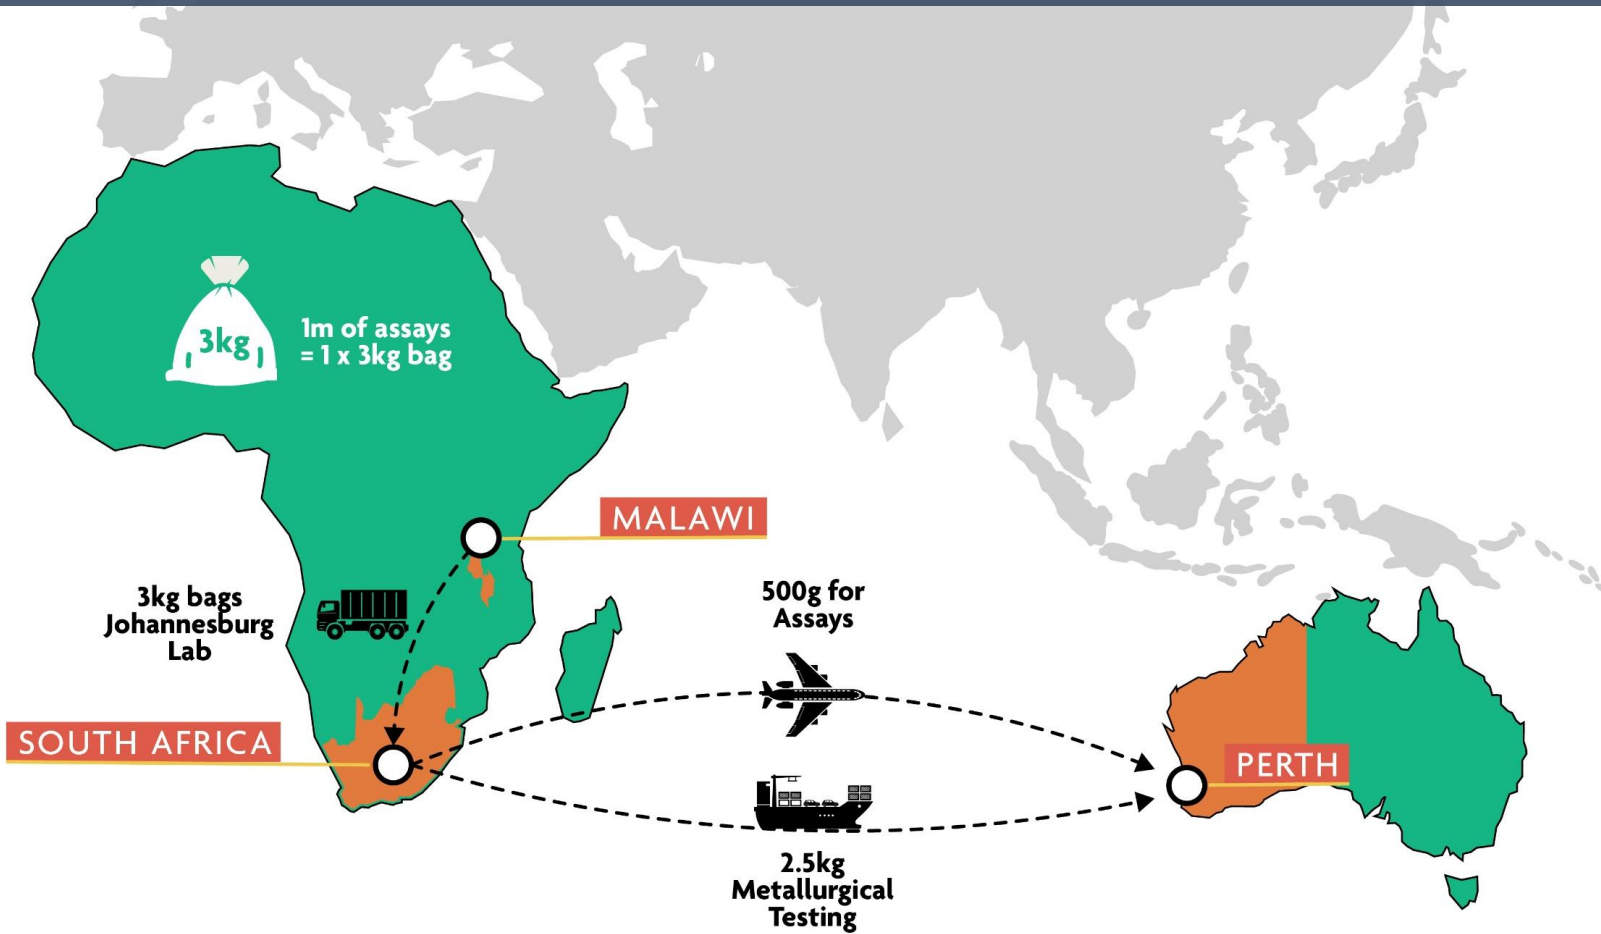 3kg
1m of assays
= 1 x 3kg bag
MALAWI
3kg bags
Johannesburg
Lab
500g for
Assays
SOUTH AFRICA
PERTH
2.5kg
Metallurgical
Testing